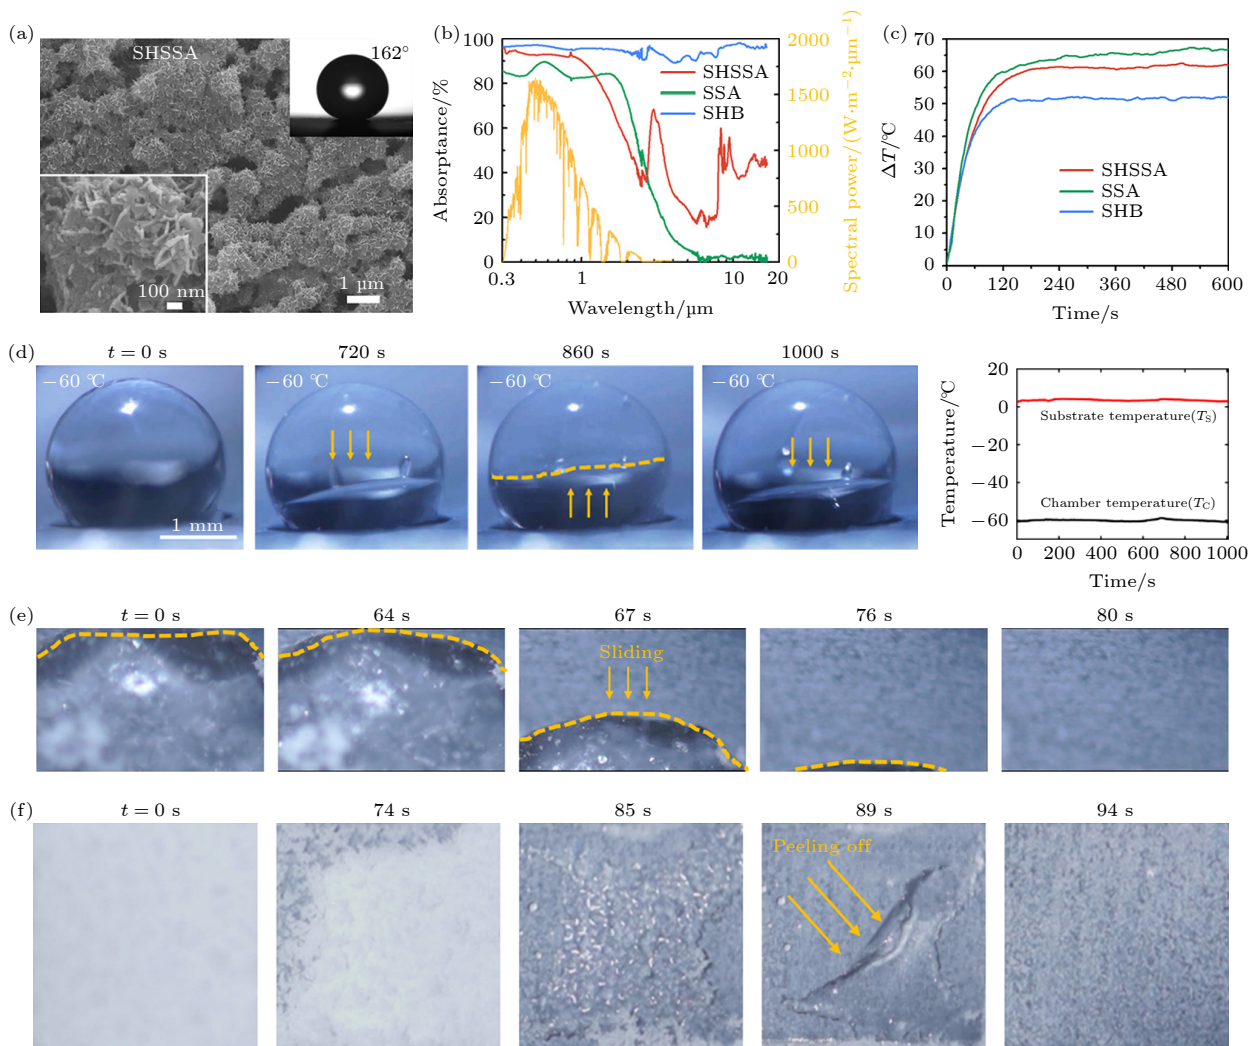 (a)
SHSSA
162°
100 nm
1 µm
(b)
100
80
60
40
20
0
Absorptance/%
2000
1500
1000
500
0
Spectral power/(W·m⁻²·µm⁻¹)
SHSSA
SSA
SHB
0.3
1
10
20
Wavelength/µm
(c)
70
60
50
40
30
20
10
0
ΔT/℃
SHSSA
SSA
SHB
0
120
240
360
480
600
Time/s
(d)
t = 0 s
720 s
860 s
1000 s
−60 ℃
−60 ℃
−60 ℃
−60 ℃
1 mm
20
0
−20
−40
−60
Temperature/℃
Substrate temperature(TS)
Chamber temperature(TC)
0
200
400
600
800
1000
Time/s
(e)
t = 0 s
64 s
67 s
76 s
80 s
Sliding
(f)
t = 0 s
74 s
85 s
89 s
94 s
Peeling off